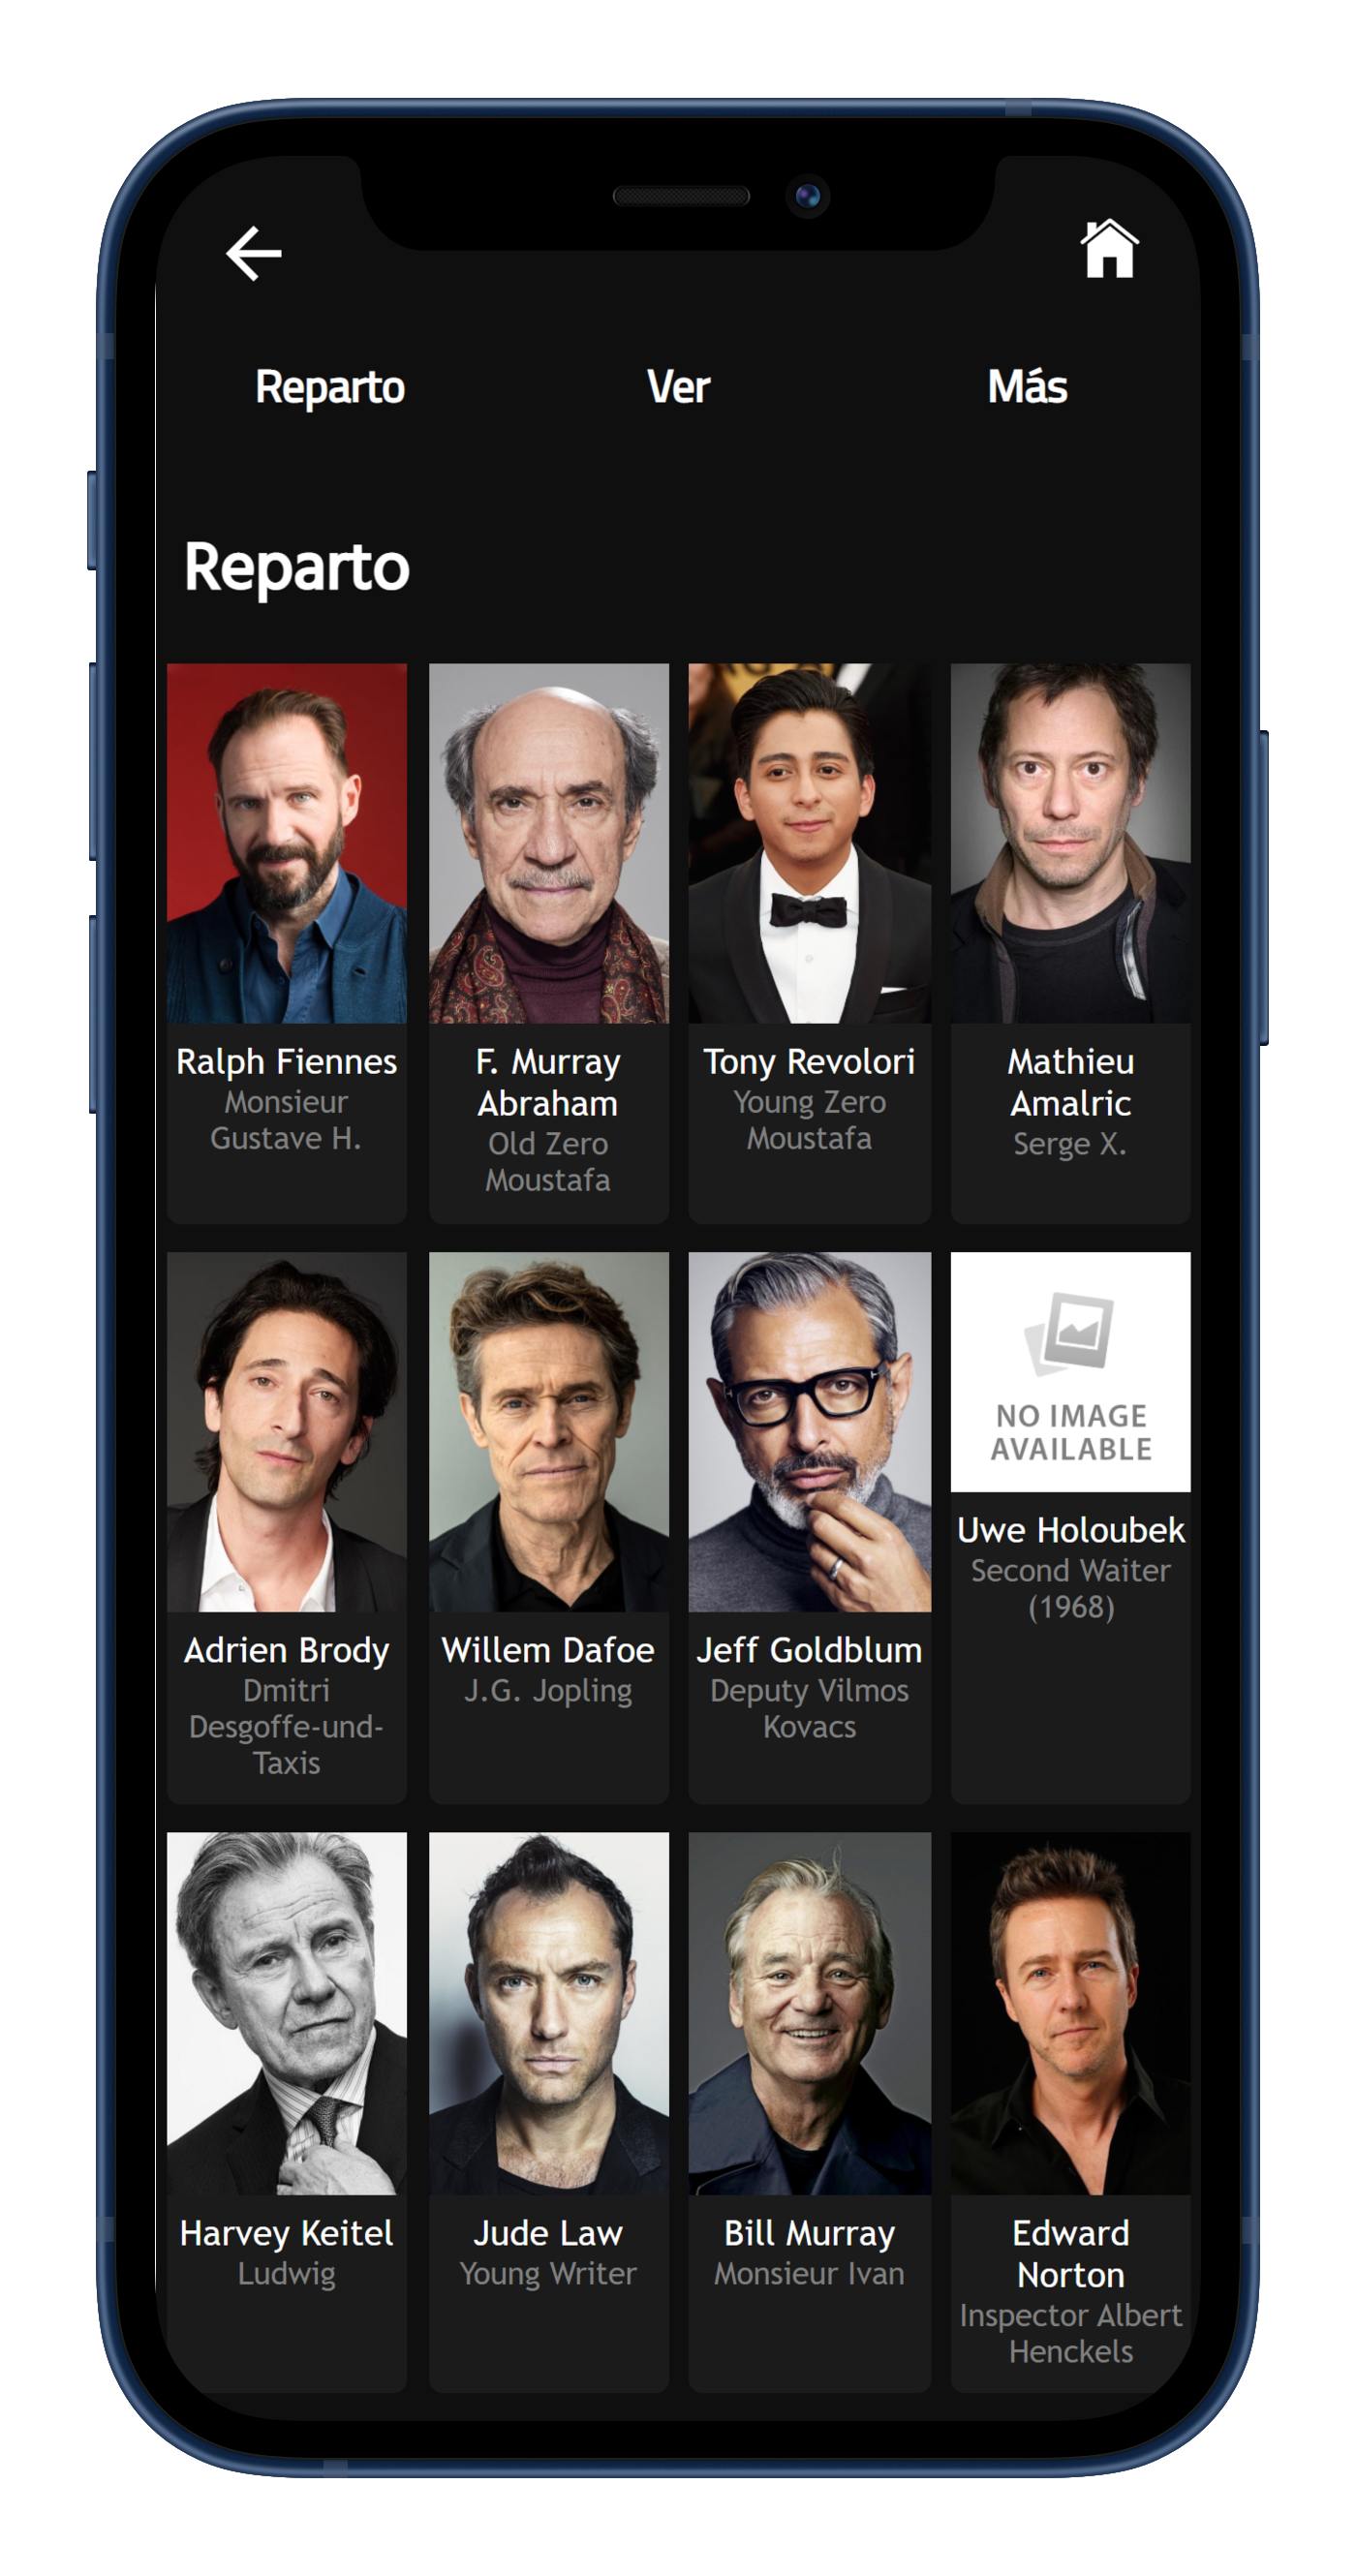 Reparto
Ver
Más
Reparto
Ralph Fiennes
Monsieur
Gustave H.
F. Murray
Abraham
Old Zero
Moustafa
Tony Revolori
Young Zero
Moustafa
Mathieu
Amalric
Serge X.
Adrien Brody
Dmitri
Desgoffe-und-
Taxis
Willem Dafoe
J.G. Jopling
Jeff Goldblum
Deputy Vilmos
Kovacs
NO IMAGE
AVAILABLE
Uwe Holoubek
Second Waiter
(1968)
Harvey Keitel
Ludwig
Jude Law
Young Writer
Bill Murray
Monsieur Ivan
Edward
Norton
Inspector Albert
Henckels